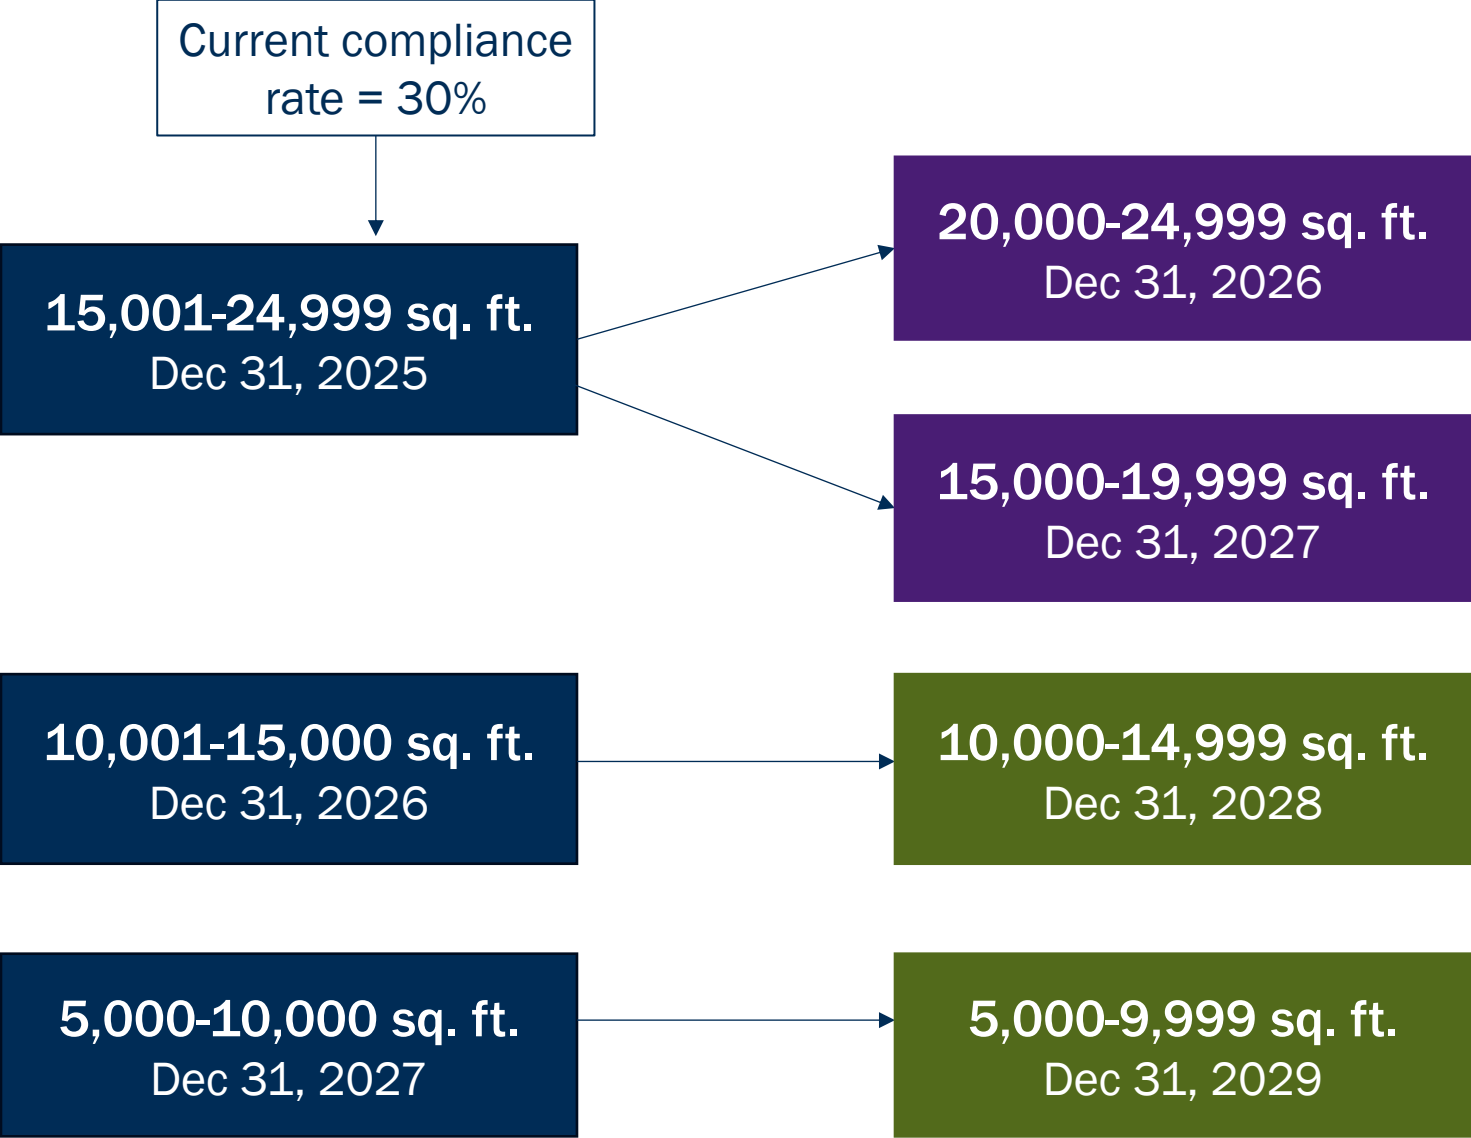 Current compliance
rate = 30%
15,001-24,999 sq. ft.
Dec 31, 2025
20,000-24,999 sq. ft.
Dec 31, 2026
15,000-19,999 sq. ft.
Dec 31, 2027
10,001-15,000 sq. ft.
Dec 31, 2026
10,000-14,999 sq. ft.
Dec 31, 2028
5,000-10,000 sq. ft.
Dec 31, 2027
5,000-9,999 sq. ft.
Dec 31, 2029